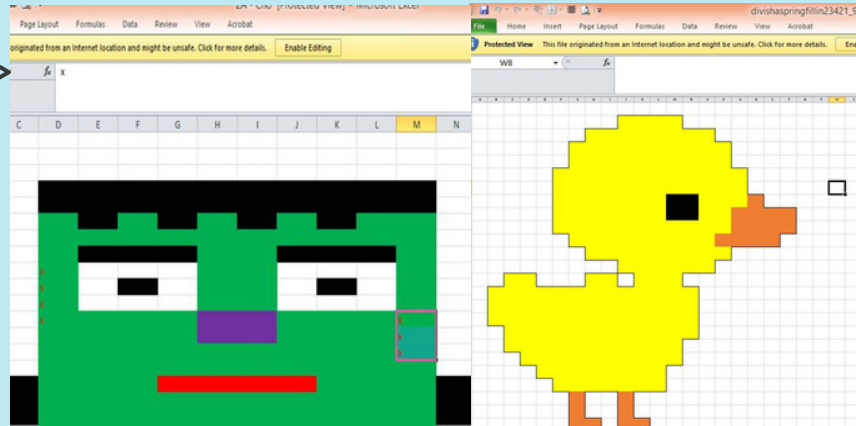 [Protected View] - Microsoft Excel
Page Layout Formulas Data Review View Acrobat
originated from an Internet location and might be unsafe. Click for more details. Enable Editing
fx x
C D E F G H I J K L M N
x
x
x
x
x
x
x
divishaspringfillin23421_9
File Home Insert Page Layout Formulas Data Review View Acrobat
Protected View This file originated from an Internet location and might be unsafe. Click for more details. Ena
W8 fx